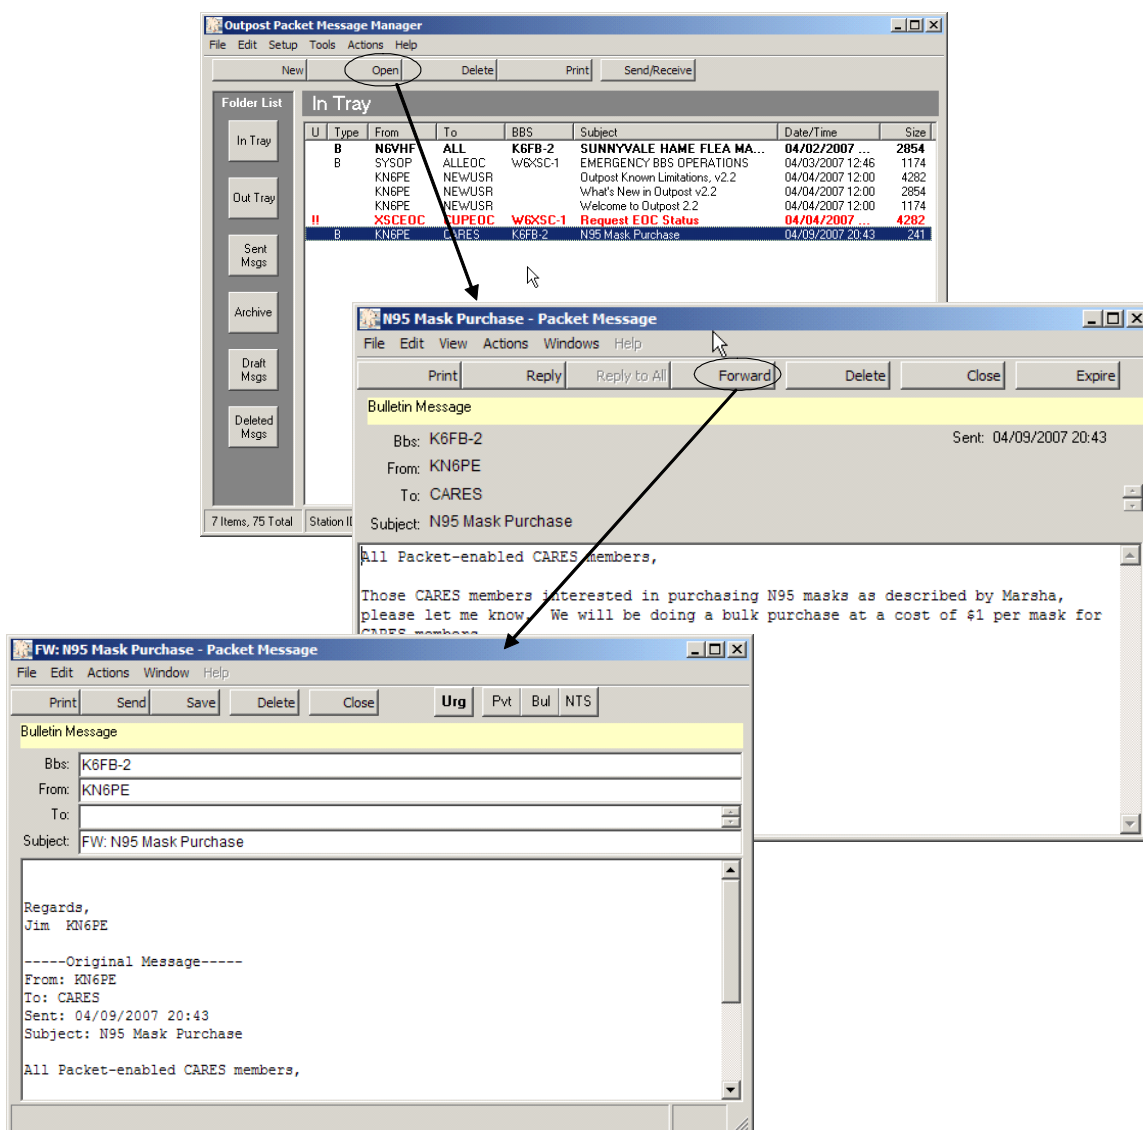 Outpost Packet Message Manager
File Edit Setup Tools Actions Help
New Open Delete Print Send/Receive
Folder List
In Tray
Out Tray
Sent Msgs
Archive
Draft Msgs
Deleted Msgs
In Tray
U Type From To BBS Subject Date/Time Size
B N6VHF ALL K6FB-2 SUNNYVALE HAME FLEA MA... 04/02/2007 ... 2854
B SYSOP ALLEOC W6XSC-1 EMERGENCY BBS OPERATIONS 04/03/2007 12:46 1174
KN6PE NEWUSR Outpost Known Limitations, v2.2 04/04/2007 12:00 4282
KN6PE NEWUSR What's New in Outpost v2.2 04/04/2007 12:00 2854
KN6PE NEWUSR Welcome to Outpost 2.2 04/04/2007 12:00 1174
!! XSCEOC CUPEOC W6XSC-1 Request EOC Status 04/04/2007 ... 4282
B KN6PE CARES K6FB-2 N95 Mask Purchase 04/09/2007 20:43 241
7 Items, 75 Total Station ID
N95 Mask Purchase - Packet Message
File Edit View Actions Windows Help
Print Reply Reply to All Forward Delete Close Expire
Bulletin Message
Bbs: K6FB-2 Sent: 04/09/2007 20:43
From: KN6PE
To: CARES
Subject: N95 Mask Purchase
All Packet-enabled CARES members,
Those CARES members interested in purchasing N95 masks as described by Marsha,
please let me know. We will be doing a bulk purchase at a cost of $1 per mask for
CARES members
FW: N95 Mask Purchase - Packet Message
File Edit Actions Window Help
Print Send Save Delete Close Urg Pvt Bul NTS
Bulletin Message
Bbs: K6FB-2
From: KN6PE
To:
Subject: FW: N95 Mask Purchase
Regards,
Jim KN6PE
-----Original Message-----
From: KN6PE
To: CARES
Sent: 04/09/2007 20:43
Subject: N95 Mask Purchase
All Packet-enabled CARES members,